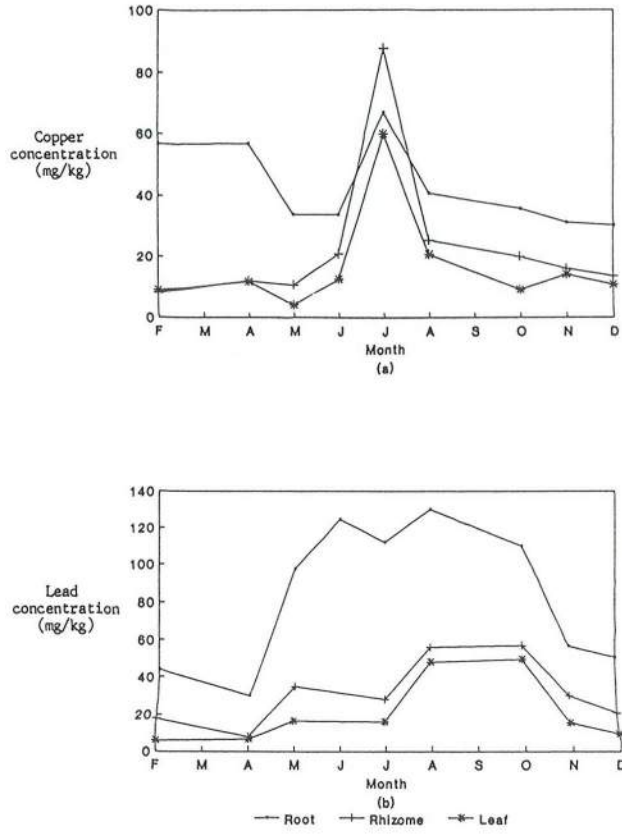 100
80
Copper
concentration
(mg/kg)
60
40
20
0
F M A M J J A S O N D
Month
(a)
140
120
100
Lead
concentration
(mg/kg)
80
60
40
20
0
F M A M J J A S O N D
Month
(b)
Root Rhizome Leaf